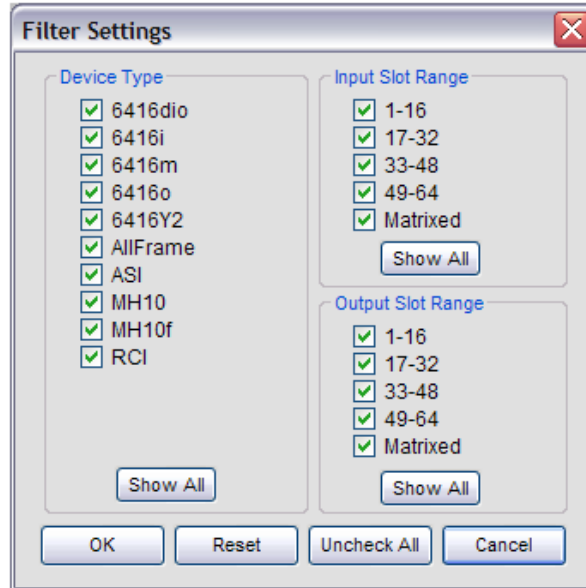 Filter Settings
Device Type
6416dio
6416i
6416m
6416o
6416Y2
AllFrame
ASI
MH10
MH10f
RCI
Show All
Input Slot Range
1-16
17-32
33-48
49-64
Matrixed
Show All
Output Slot Range
1-16
17-32
33-48
49-64
Matrixed
Show All
OK
Reset
Uncheck All
Cancel